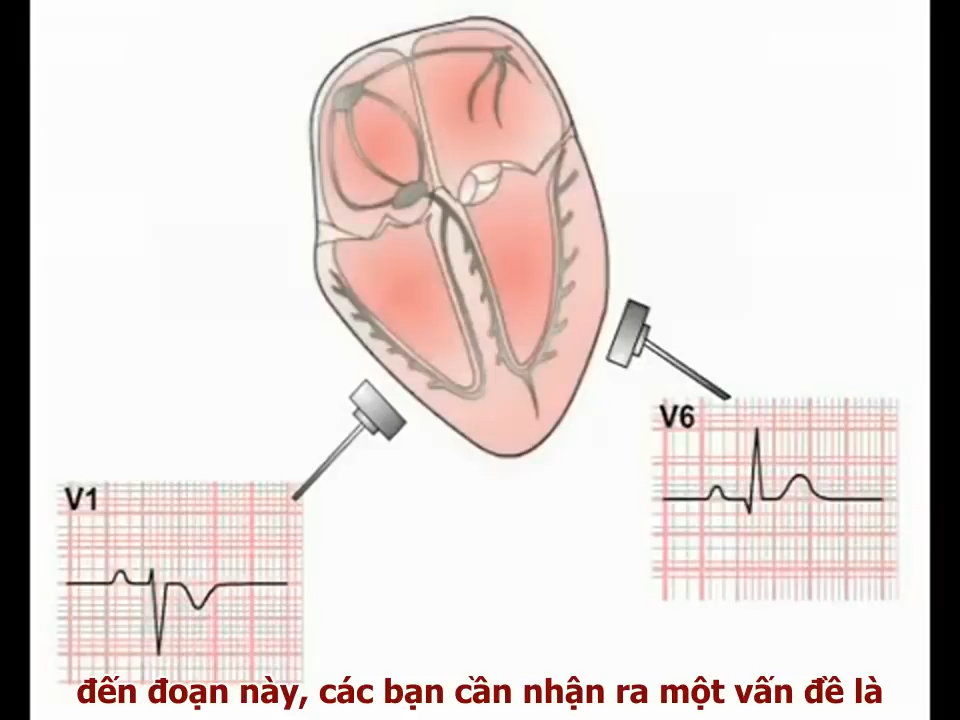 V6
V1
đến đoạn này, các bạn cần nhận ra một vấn đề là